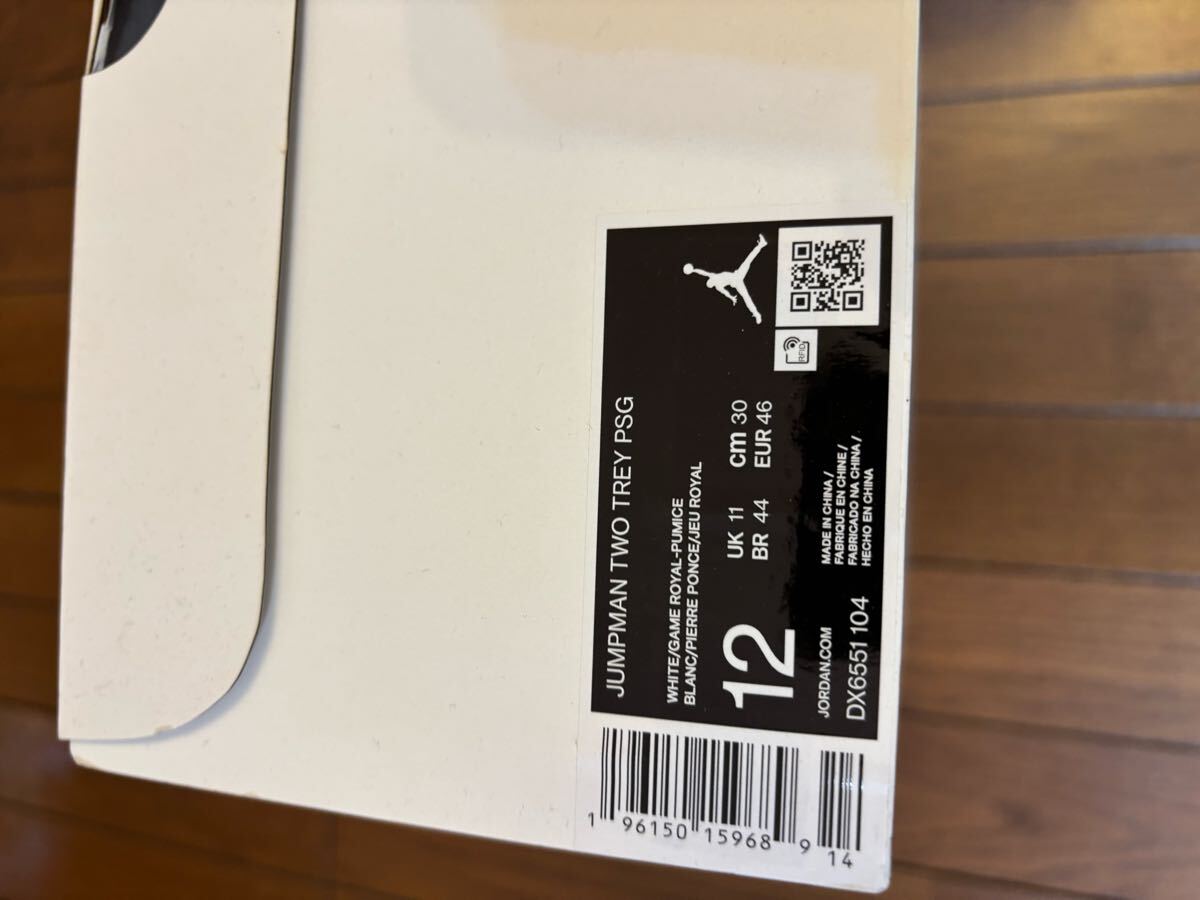 JUMPMAN TWO TREY PSG
WHITE/GAME ROYAL-PUMICE
BLANC/PIERRE PONCE/JEU ROYAL
12
UK 11
cm 30
BR 44
EUR 46
RFID
JORDAN.COM
DX6551 104
MADE IN CHINA /
FABRIQUE EN CHINE /
FABRICADO NA CHINA /
HECHO EN CHINA
1 96150 15968 9 14